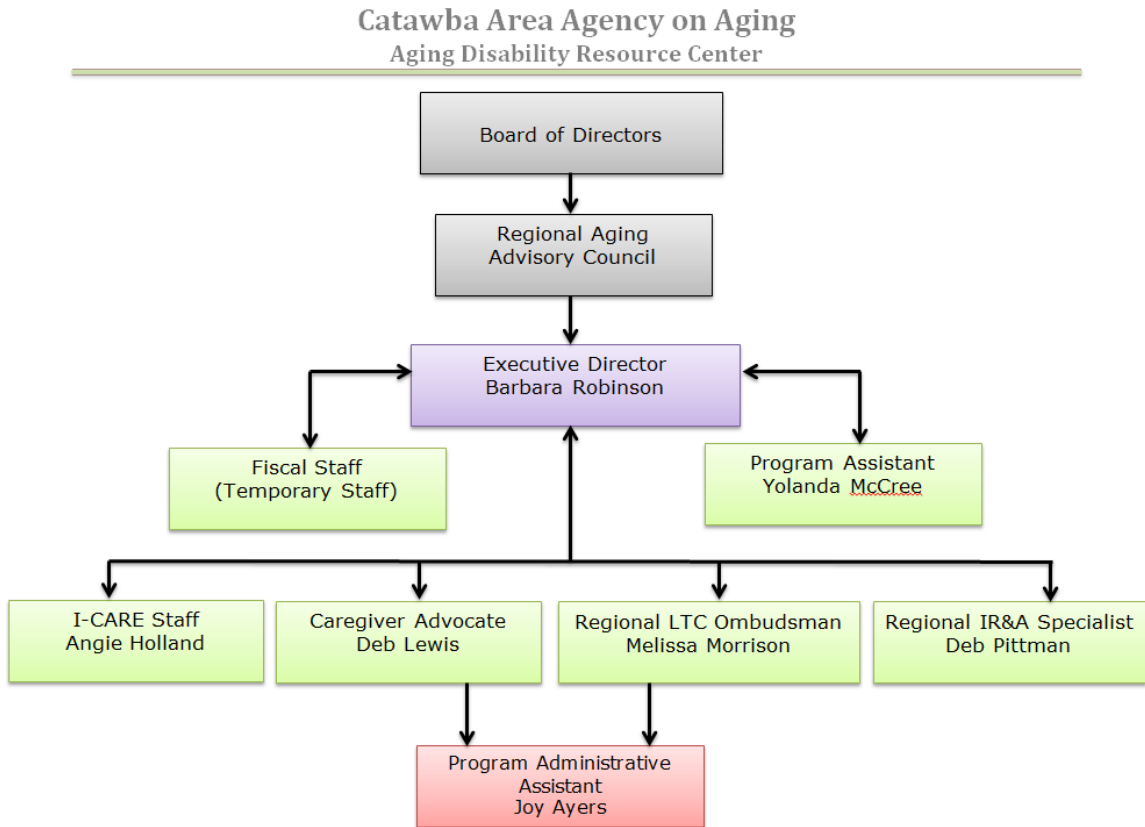 Catawba Area Agency on Aging
Aging Disability Resource Center
Board of Directors
Regional Aging
Advisory Council
Executive Director
Barbara Robinson
Fiscal Staff
(Temporary Staff)
Program Assistant
Yolanda McCree
I-CARE Staff
Angie Holland
Caregiver Advocate
Deb Lewis
Regional LTC Ombudsman
Melissa Morrison
Regional IR&A Specialist
Deb Pittman
Program Administrative
Assistant
Joy Ayers